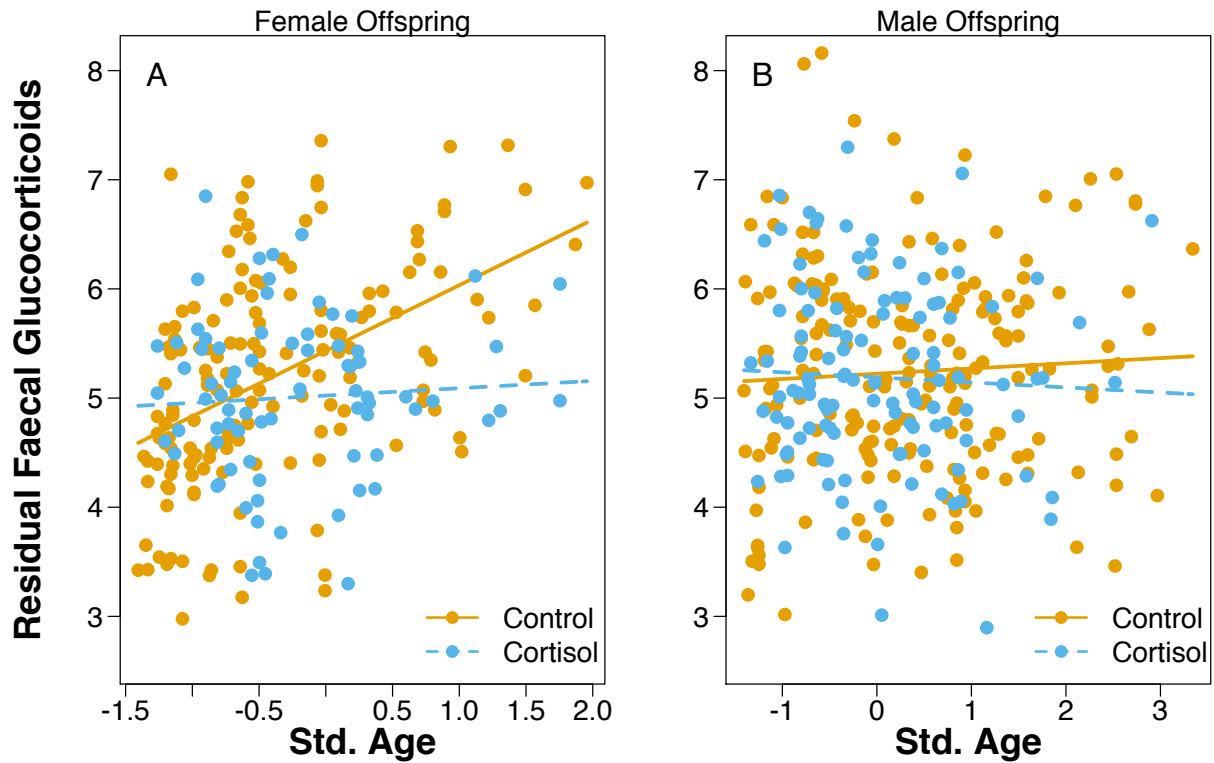 Female Offspring
Male Offspring
Residual Faecal Glucocorticoids
A
8
7
6
5
4
3
Control
Cortisol
-1.5 -0.5 0.5 1.0 1.5 2.0
Std. Age
B
8
7
6
5
4
3
Control
Cortisol
-1 0 1 2 3
Std. Age